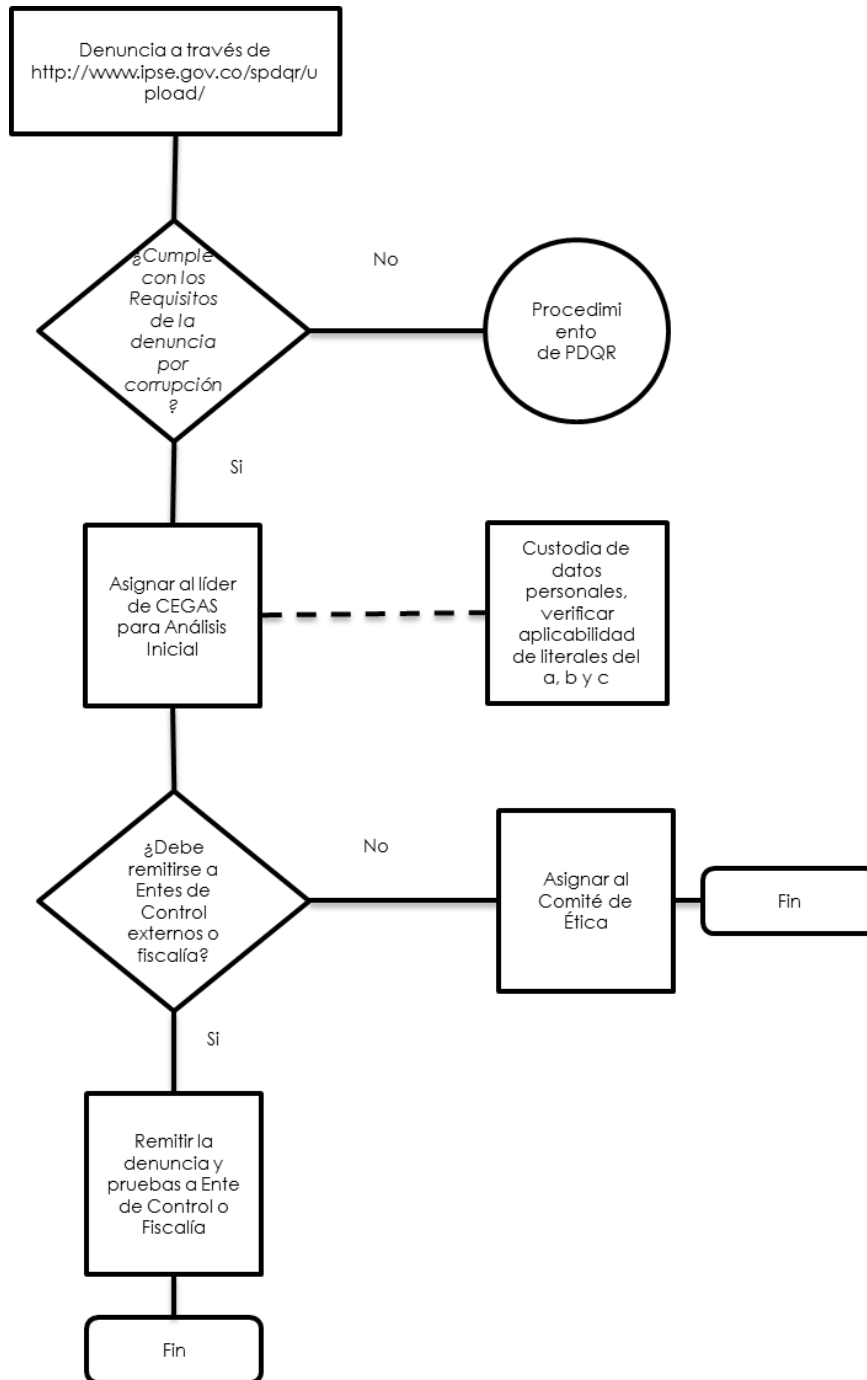 Denuncia a través de
http://www.ipse.gov.co/spdqr/u
pload/
¿Cumple
con los
Requisitos
de la
denuncia
por
corrupción
?
No
Procedimi
ento
de PDQR
Si
Asignar al líder
de CEGAS
para Análisis
Inicial
Custodia de
datos
personales,
verificar
aplicabilidad
de literales del
a, b y c
¿Debe
remitirse a
Entes de
Control
externos o
fiscalía?
No
Asignar al
Comité de
Ética
Fin
Si
Remitir la
denuncia y
pruebas a Ente
de Control o
Fiscalía
Fin